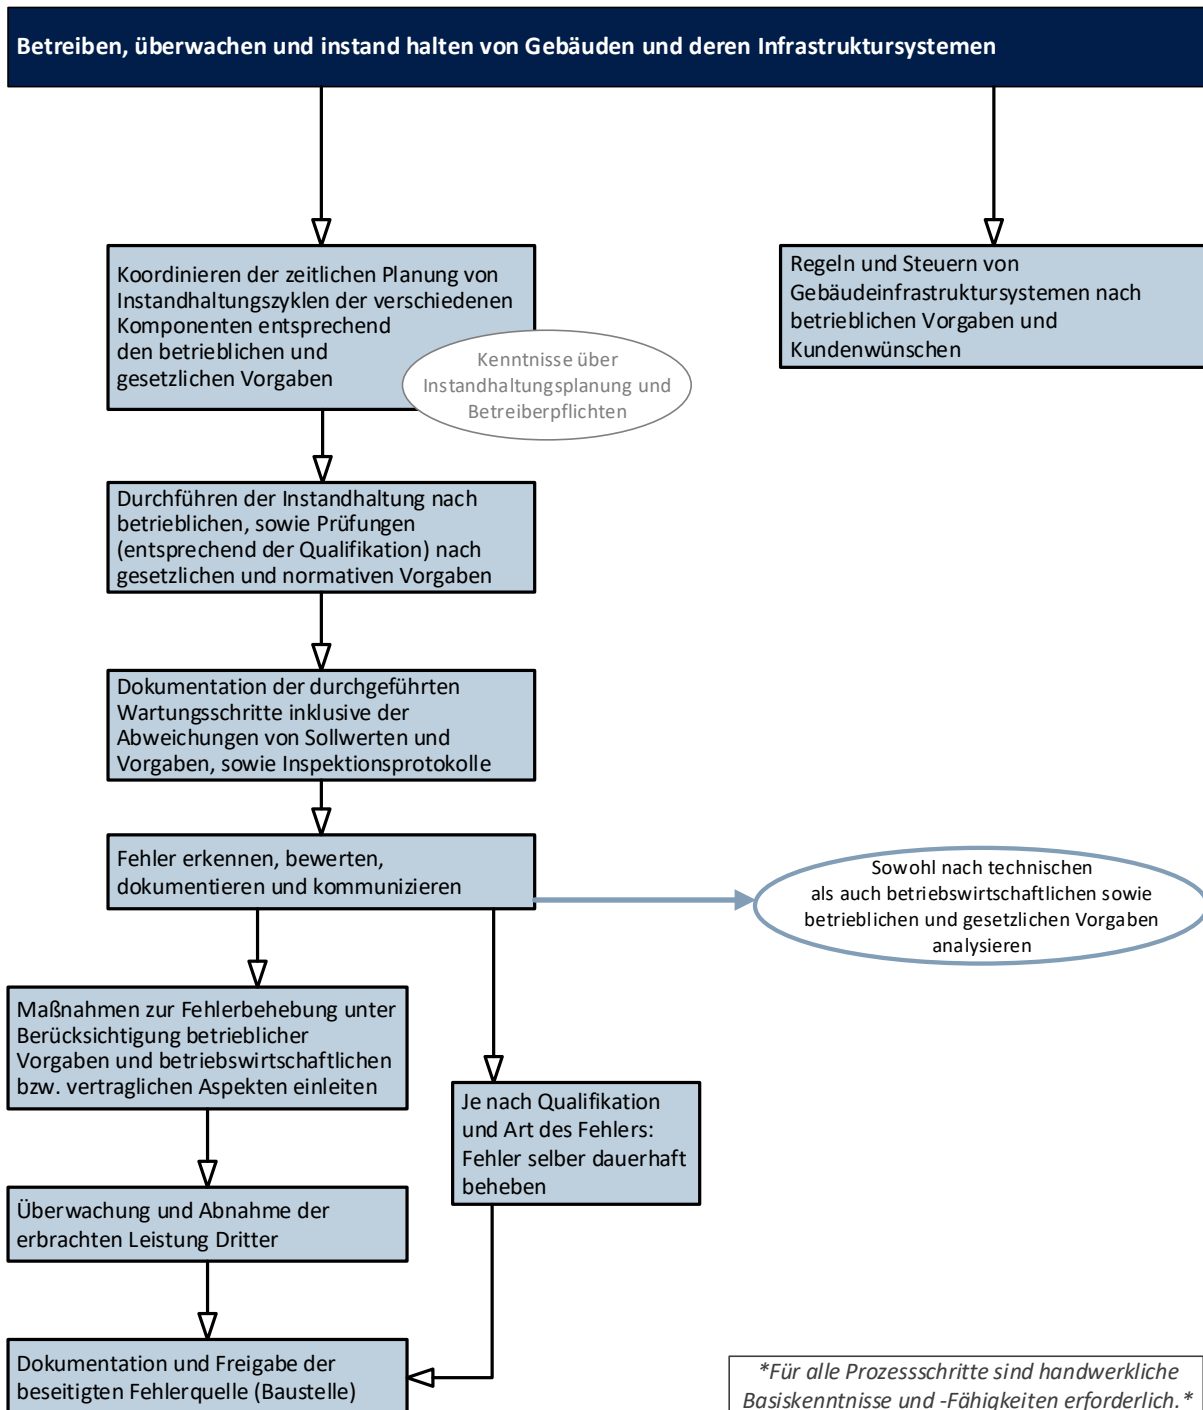 Betreiben, überwachen und instand halten von Gebäuden und deren Infrastruktursystemen
Koordinieren der zeitlichen Planung von
Instandhaltungszyklen der verschiedenen
Komponenten entsprechend
den betrieblichen und
gesetzlichen Vorgaben
Kenntnisse über
Instandhaltungsplanung und
Betreiberpflichten
Regeln und Steuern von
Gebäudeinfrastruktursystemen nach
betrieblichen Vorgaben und
Kundenwünschen
Durchführen der Instandhaltung nach
betrieblichen, sowie Prüfungen
(entsprechend der Qualifikation) nach
gesetzlichen und normativen Vorgaben
Dokumentation der durchgeführten
Wartungsschritte inklusive der
Abweichungen von Sollwerten und
Vorgaben, sowie Inspektionsprotokolle
Fehler erkennen, bewerten,
dokumentieren und kommunizieren
Sowohl nach technischen
als auch betriebswirtschaftlichen sowie
betrieblichen und gesetzlichen Vorgaben
analysieren
Maßnahmen zur Fehlerbehebung unter
Berücksichtigung betrieblicher
Vorgaben und betriebswirtschaftlichen
bzw. vertraglichen Aspekten einleiten
Je nach Qualifikation
und Art des Fehlers:
Fehler selber dauerhaft
beheben
Überwachung und Abnahme der
erbrachten Leistung Dritter
Dokumentation und Freigabe der
beseitigten Fehlerquelle (Baustelle)
*Für alle Prozessschritte sind handwerkliche
Basiskenntnisse und -Fähigkeiten erforderlich.*